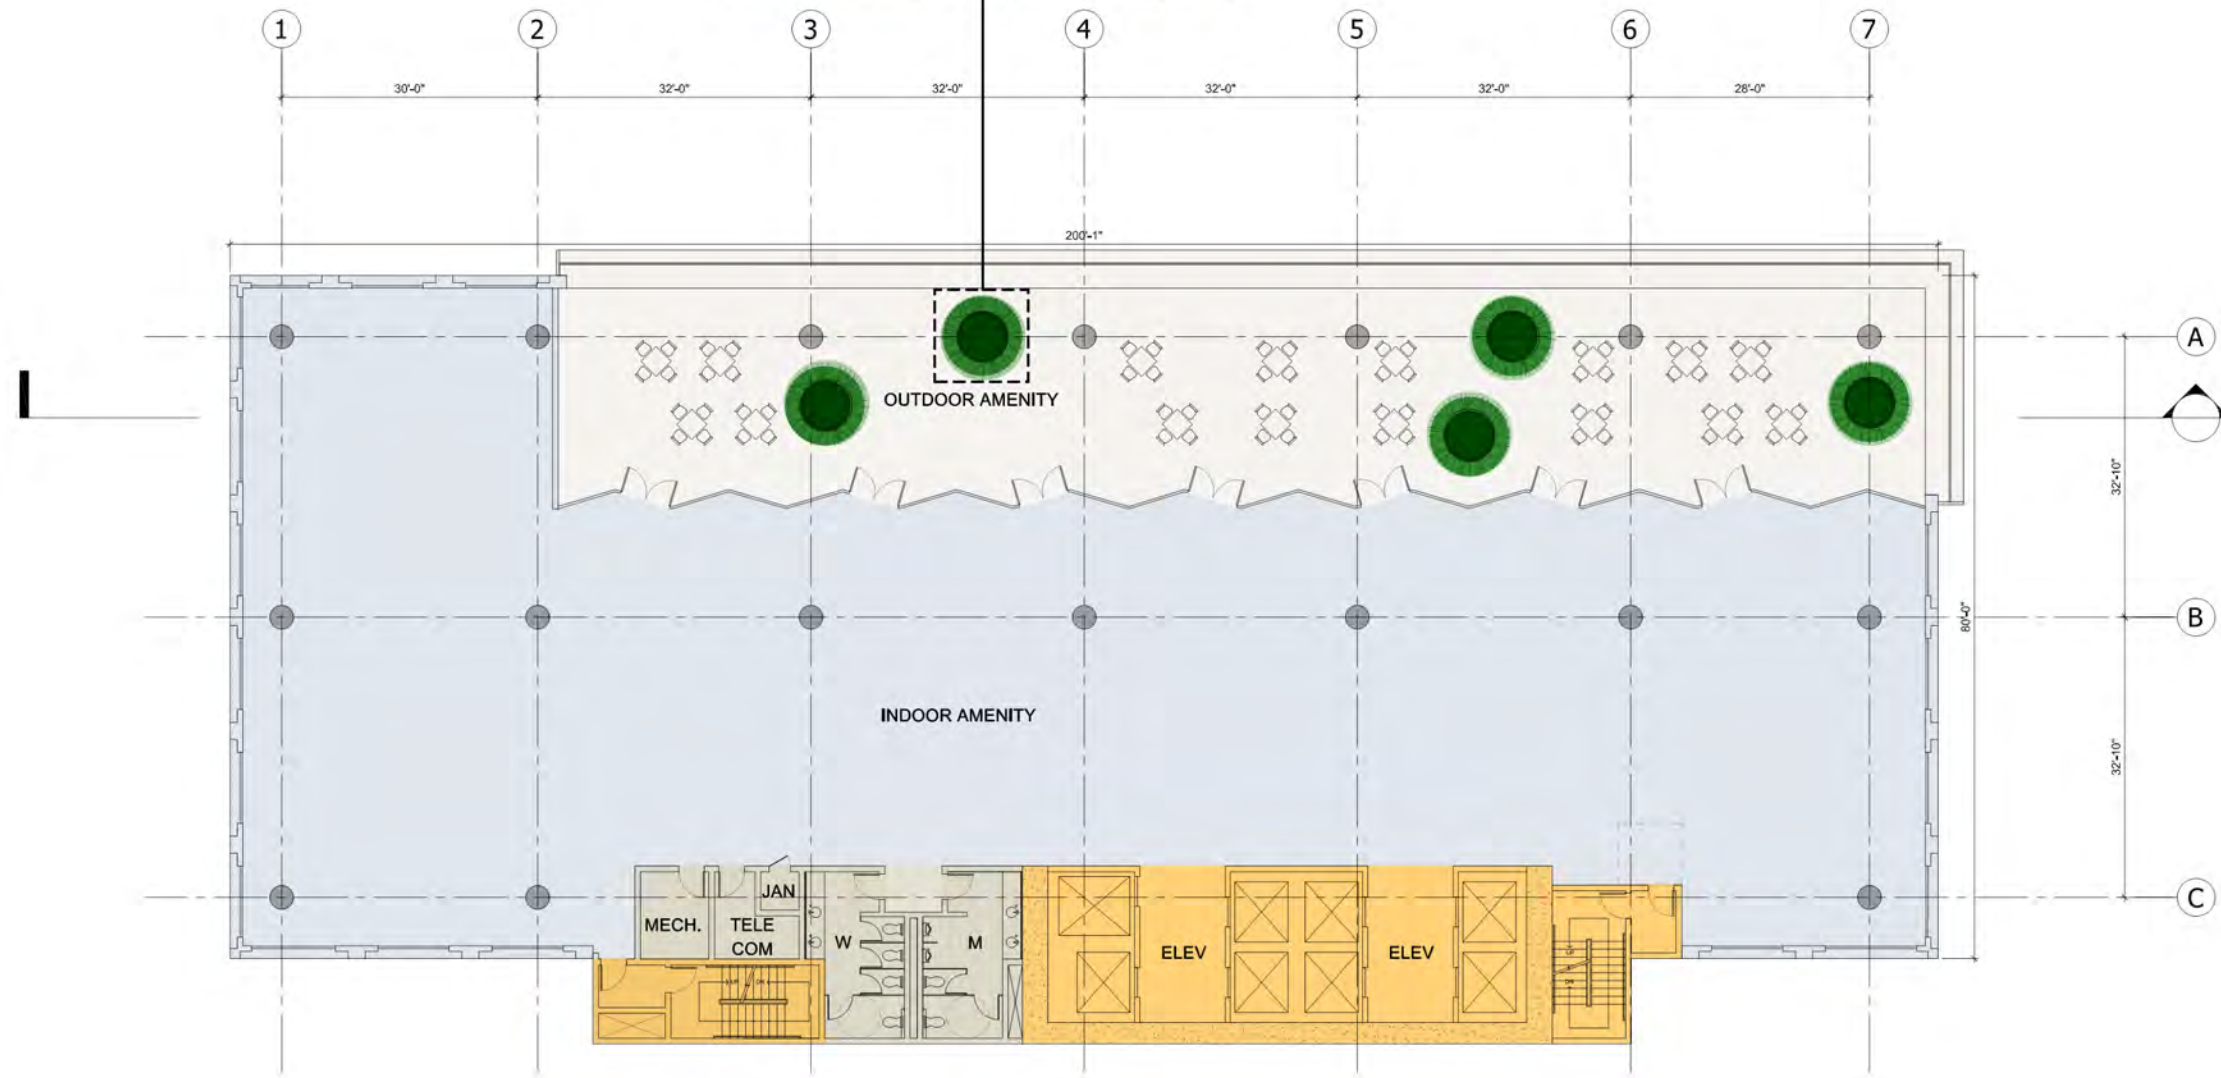 1 2 3 4 5 6 7
30'-0" 32'-0" 32'-0" 32'-0" 32'-0" 28'-0"
200'-1"
A
OUTDOOR AMENITY
32'-10"
B
80'-0"
INDOOR AMENITY
32'-10"
C
JAN
MECH.
TELE
COM
W
M
ELEV
ELEV